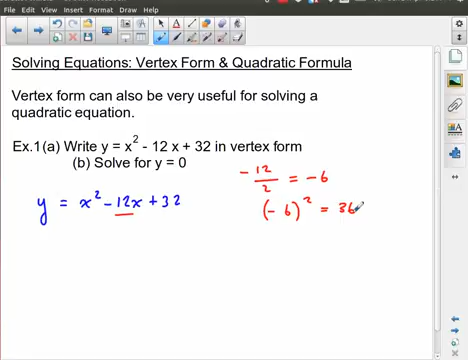 File Edit View Insert Format Help
Solving Equations: Vertex Form & Quadratic Formula
Vertex form can also be very useful for solving a
quadratic equation.
Ex.1(a) Write y = x² - 12 x + 32 in vertex form
(b) Solve for y = 0
y = x² - 12x + 32
- 12/2 = - 6
(- 6)² = 36